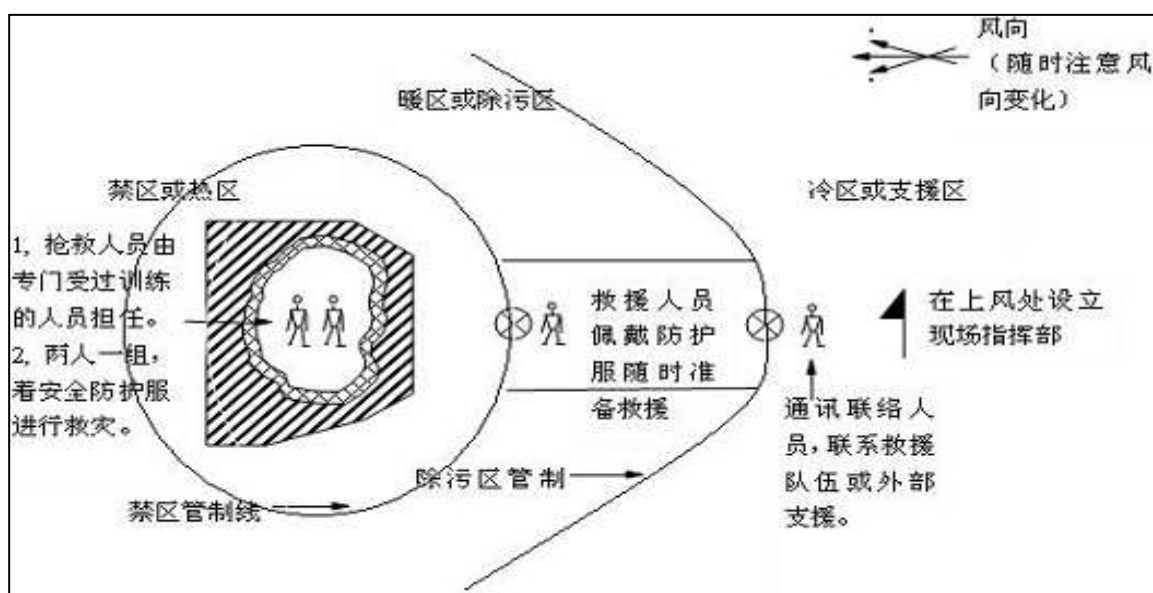 风向
（随时注意风
向变化）
暖区或除污区
禁区或热区
冷区或支援区
1, 抢救人员由
专门受过训练
的人员担任。
2, 两人一组，
着安全防护服
进行救灾。
救援人员
佩戴防护
服随时准
备救援
在上风处设立
现场指挥部
通讯联络人
员，联系救援
队伍或外部
支援。
除污区管制
禁区管制线